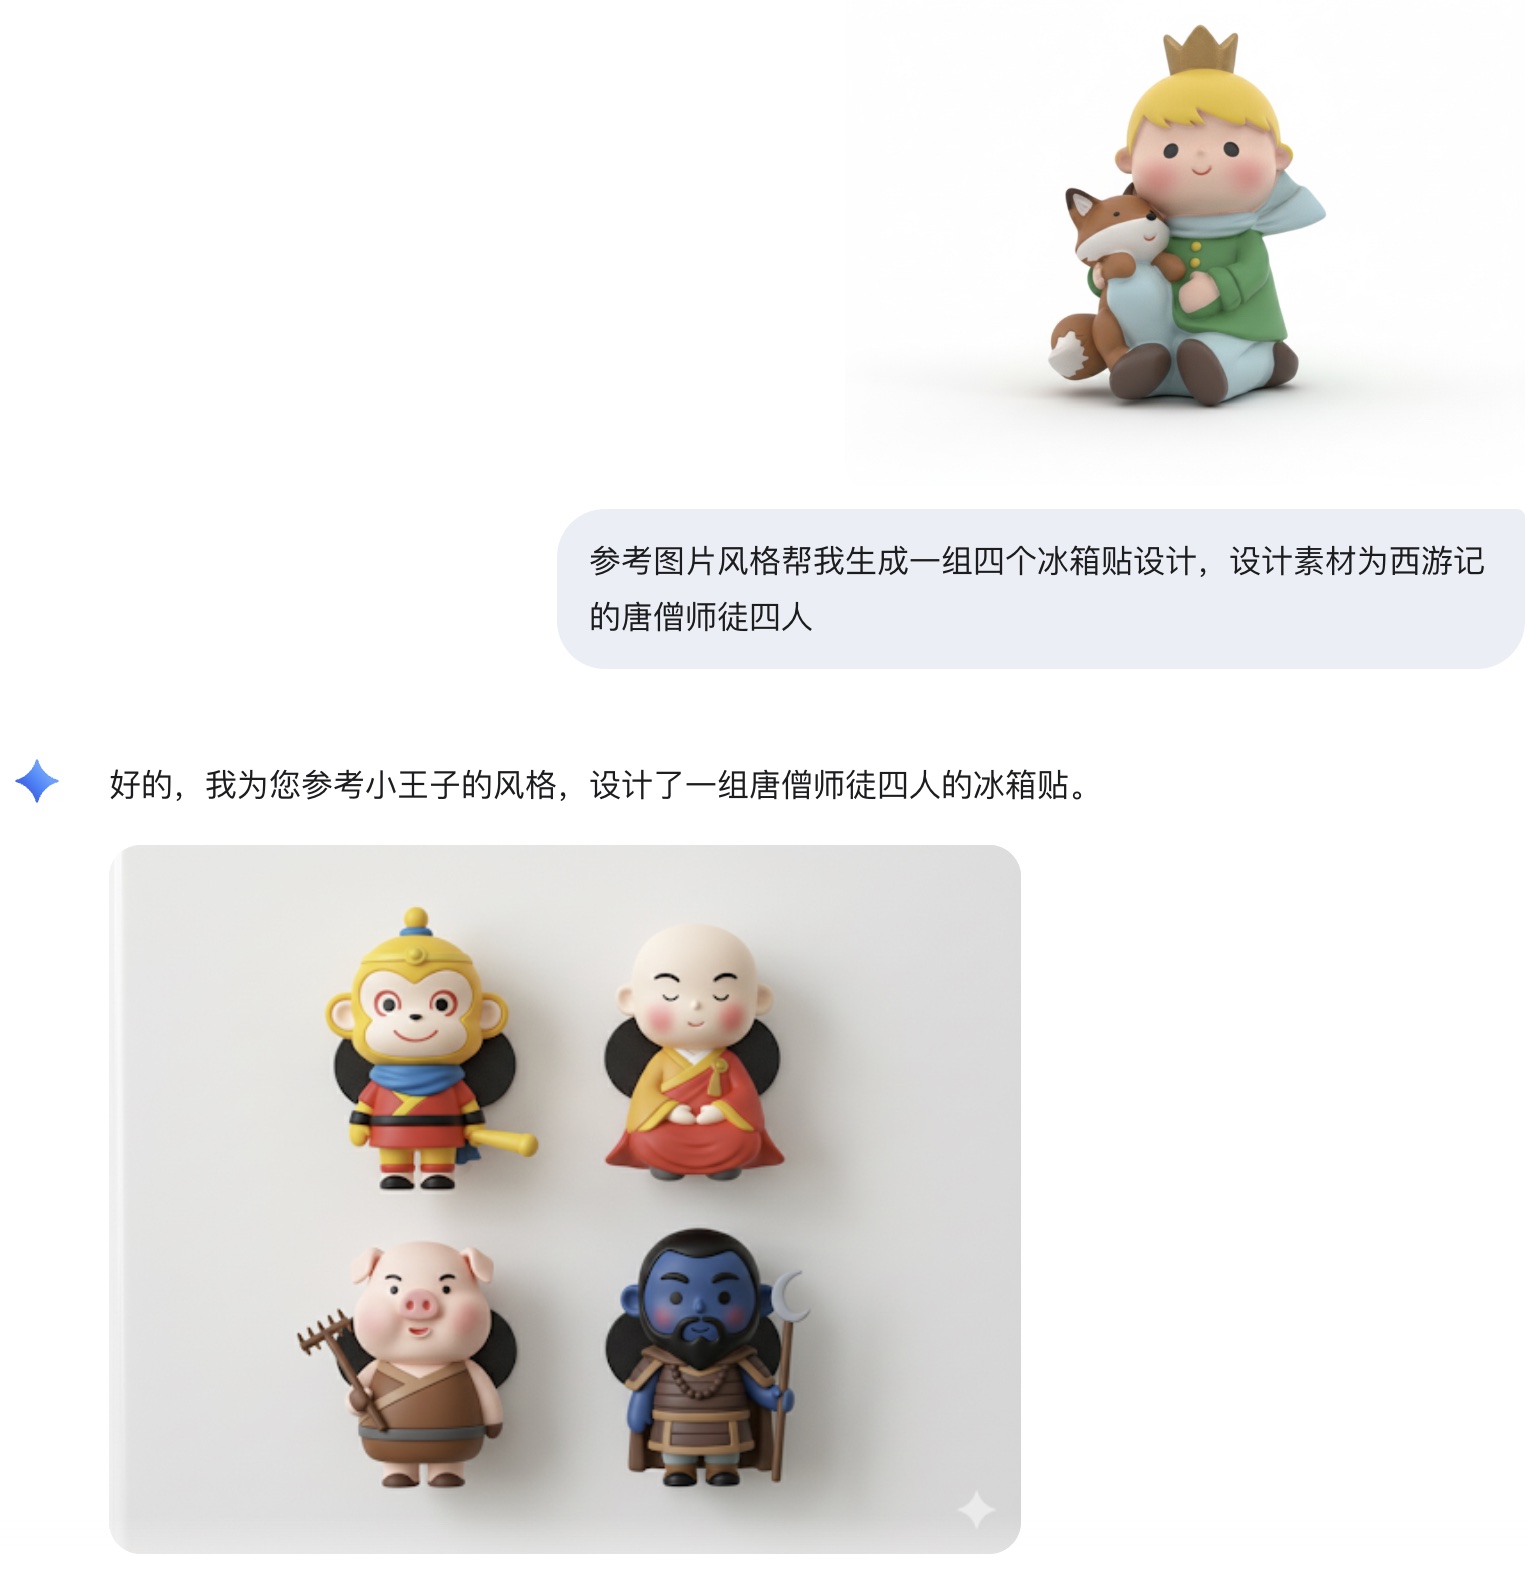 参考图片风格帮我生成一组四个冰箱贴设计，设计素材为西游记
的唐僧师徒四人
好的，我为您参考小王子的风格，设计了一组唐僧师徒四人的冰箱贴。